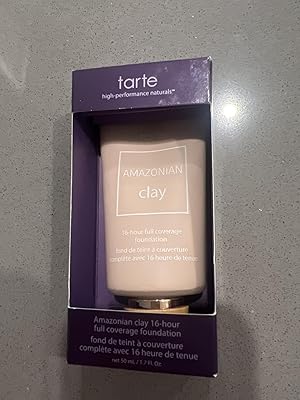 tarte
high-performance naturals™
AMAZONIAN
clay
16-hour full coverage
foundation
fond de teint à couverture
complète avec 16 heure de tenue
Amazonian clay 16-hour
full coverage foundation
fond de teint à couverture
complète avec 16 heure de tenue
net 50 mL / 1.7 fl. oz